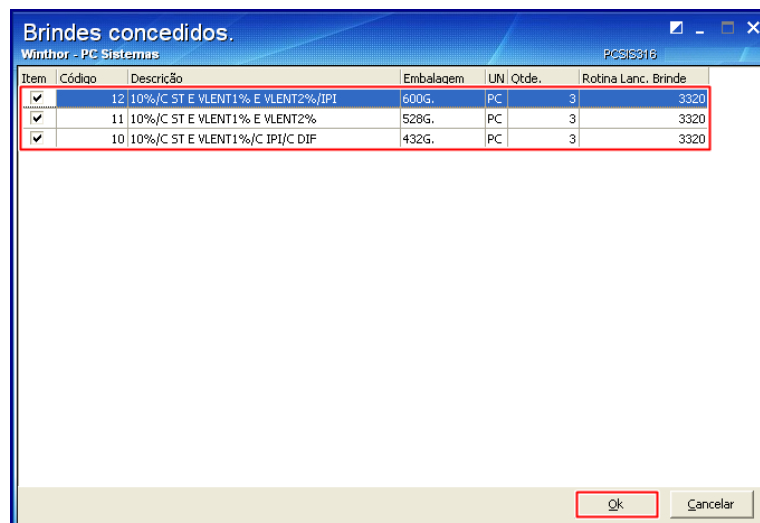 Brindes concedidos.
Winthor - PC Sistemas PCSIS316
Item Código Descrição Embalagem UN Qtde. Rotina Lanc. Brinde
12 10%/C ST E VLENT1% E VLENT2%/IPI 600G. PC 3 3320
11 10%/C ST E VLENT1% E VLENT2% 528G. PC 3 3320
10 10%/C ST E VLENT1%/C IPI/C DIF 432G. PC 3 3320
Ok Cancelar